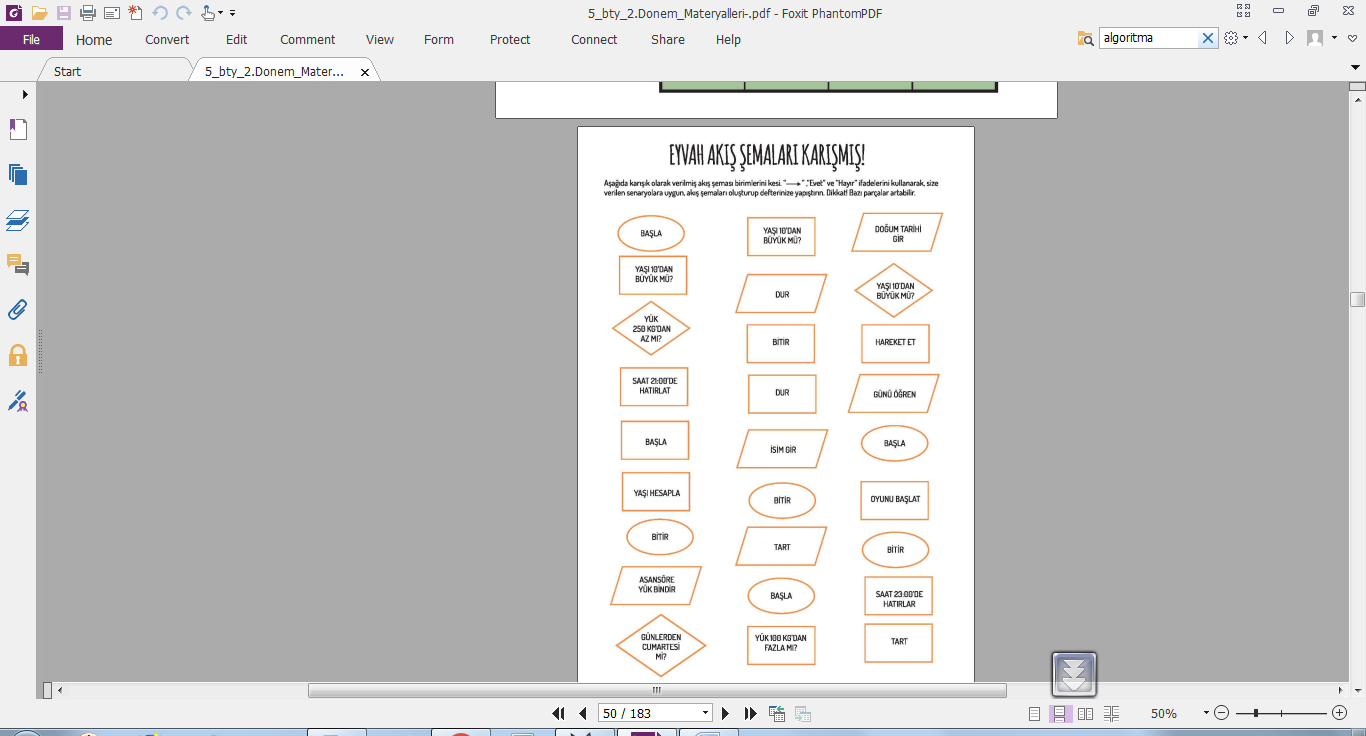 5_bty_2.Donem_Materyalleri-.pdf - Foxit PhantomPDF
File Home Convert Edit Comment View Form Protect Connect Share Help
algoritma
Start
5_bty_2.Donem_Mater...
EYVAH AKIŞ ŞEMALARI KARIŞMIŞ!
Aşağıda karışık olarak verilmiş akış şeması birimlerini kesi. "⟶" ,"Evet" ve "Hayır" ifadelerini kullanarak, size
verilen senaryolara uygun, akış şemaları oluşturup defterinize yapıştırın. Dikkat! Bazı parçalar artabilir.
BAŞLA
YAŞI 10'DAN
BÜYÜK MÜ?
YÜK
250 KG'DAN
AZ MI?
SAAT 21:00'DE
HATIRLAT
BAŞLA
YAŞI HESAPLA
BİTİR
ASANSÖRE
YÜK BİNDİR
GÜNLERDEN
CUMARTESİ
Mİ?
YAŞI 10'DAN
BÜYÜK MÜ?
DUR
BİTİR
DUR
İSİM GİR
BİTİR
TART
BAŞLA
YÜK 100 KG'DAN
FAZLA MI?
DOĞUM TARİHİ
GİR
YAŞI 10'DAN
BÜYÜK MÜ?
HAREKET ET
GÜNÜ ÖĞREN
BAŞLA
OYUNU BAŞLAT
BİTİR
SAAT 23:00'DE
HATIRLAR
TART
50 / 183
50%